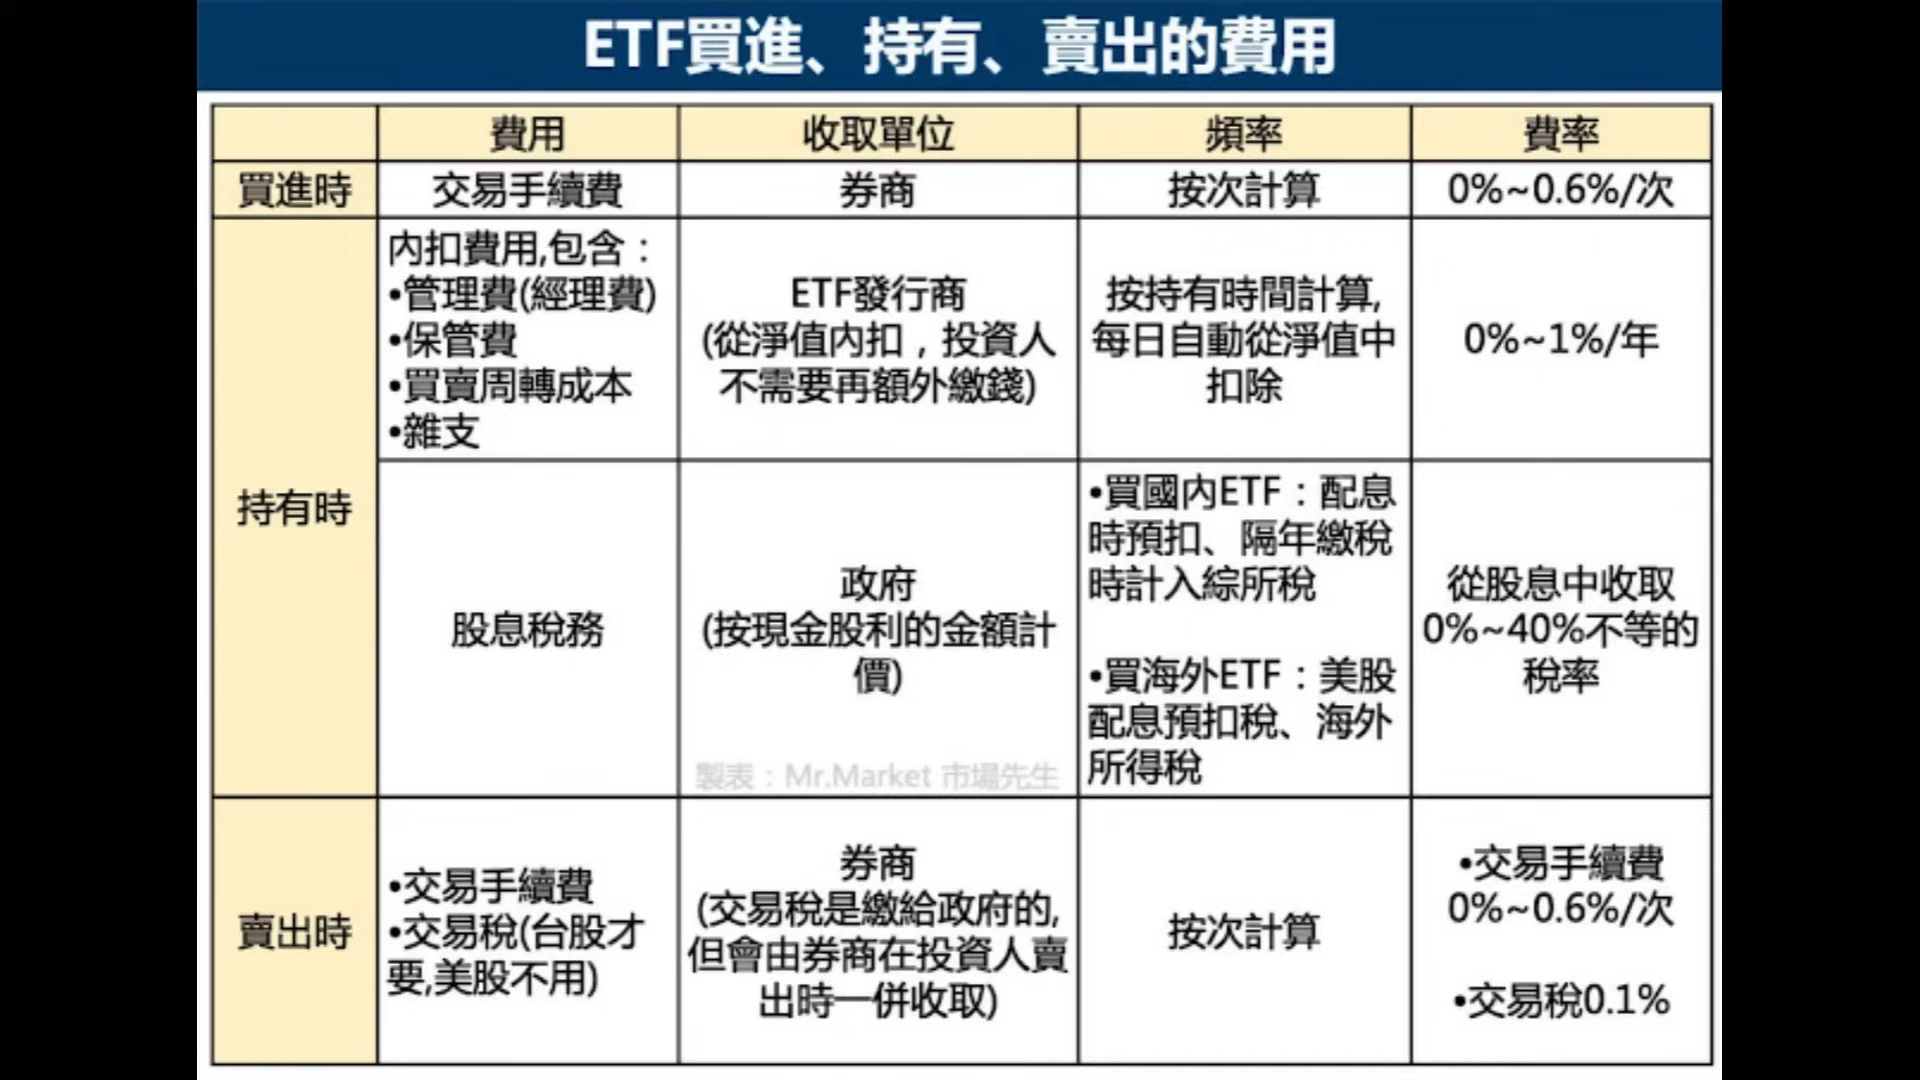 ETF買進、持有、賣出的費用
費用
收取單位
頻率
費率
買進時
交易手續費
券商
按次計算
0%~0.6%/次
持有時
內扣費用,包含：
•管理費(經理費)
•保管費
•買賣周轉成本
•雜支
ETF發行商
(從淨值內扣，投資人
不需要再額外繳錢)
按持有時間計算,
每日自動從淨值中
扣除
0%~1%/年
股息稅務
政府
(按現金股利的金額計
價)
製表：Mr.Market 市場先生
•買國內ETF：配息
時預扣、隔年繳稅
時計入綜所稅
•買海外ETF：美股
配息預扣稅、海外
所得稅
從股息中收取
0%~40%不等的
稅率
賣出時
•交易手續費
•交易稅(台股才
要,美股不用)
券商
(交易稅是繳給政府的,
但會由券商在投資人賣
出時一併收取)
按次計算
•交易手續費
0%~0.6%/次
•交易稅0.1%